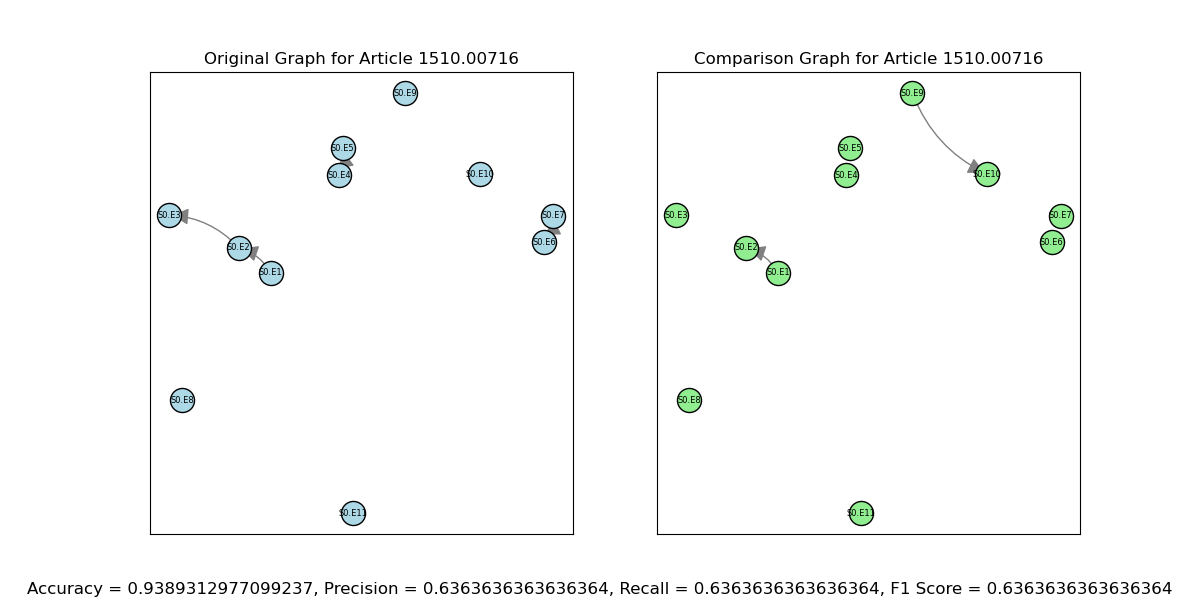 Original Graph for Article 1510.00716
S0.E9
S0.E5
S0.E4
S0.E10
S0.E3
S0.E7
S0.E2
S0.E6
S0.E1
S0.E8
S0.E11
Comparison Graph for Article 1510.00716
S0.E9
S0.E5
S0.E4
S0.E10
S0.E3
S0.E7
S0.E2
S0.E6
S0.E1
S0.E8
S0.E11
Accuracy = 0.9389312977099237, Precision = 0.6363636363636364, Recall = 0.6363636363636364, F1 Score = 0.6363636363636364